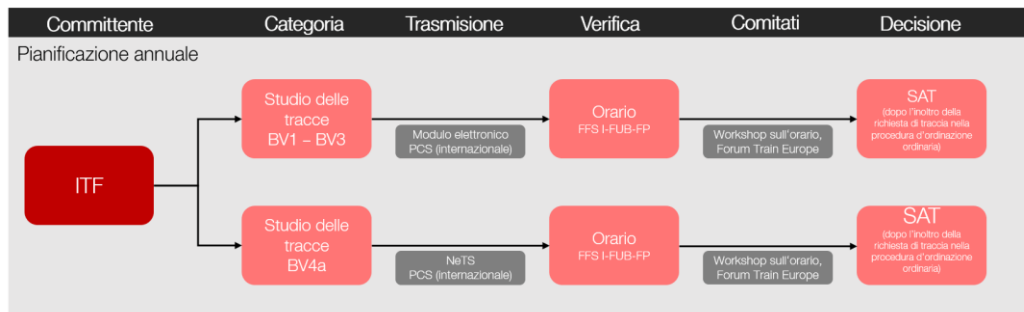 Committente Categoria Trasmisione Verifica Comitati Decisione
Pianificazione annuale
ITF
Studio delle
tracce
BV1 – BV3
Modulo elettronico
PCS (internazionale)
Orario
FFS I-FUB-FP
Workshop sull'orario,
Forum Train Europe
SAT
(dopo l'inoltro della
richiesta di traccia nella
procedura d'ordinazione
ordinaria)
Studio delle
tracce
BV4a
NeTS
PCS (internazionale)
Orario
FFS I-FUB-FP
Workshop sull'orario,
Forum Train Europe
SAT
(dopo l'inoltro della
richiesta di traccia nella
procedura d'ordinazione
ordinaria)